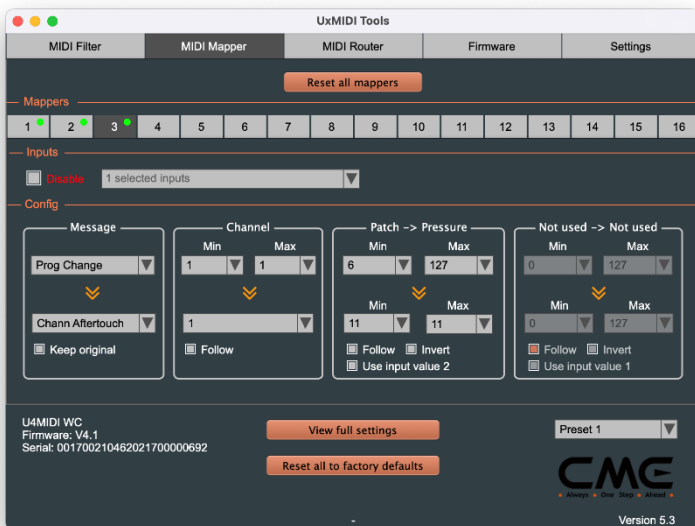 UxMIDI Tools
MIDI Filter MIDI Mapper MIDI Router Firmware Settings
Reset all mappers
Mappers
1 2 3 4 5 6 7 8 9 10 11 12 13 14 15 16
Inputs
Disable 1 selected inputs
Config
Message Channel Patch -> Pressure Not used -> Not used
Min Max Min Max Min Max
Prog Change 1 1 6 127 0 127
Min Max Min Max
Chann Aftertouch 1 11 11 0 127
Keep original Follow Follow Invert Follow Invert
Use input value 2 Use input value 1
U4MIDI WC
Firmware: V4.1
Serial: 001700210462021700000692
View full settings
Preset 1
Reset all to factory defaults
CME
Always One Step Ahead
-
Version 5.3